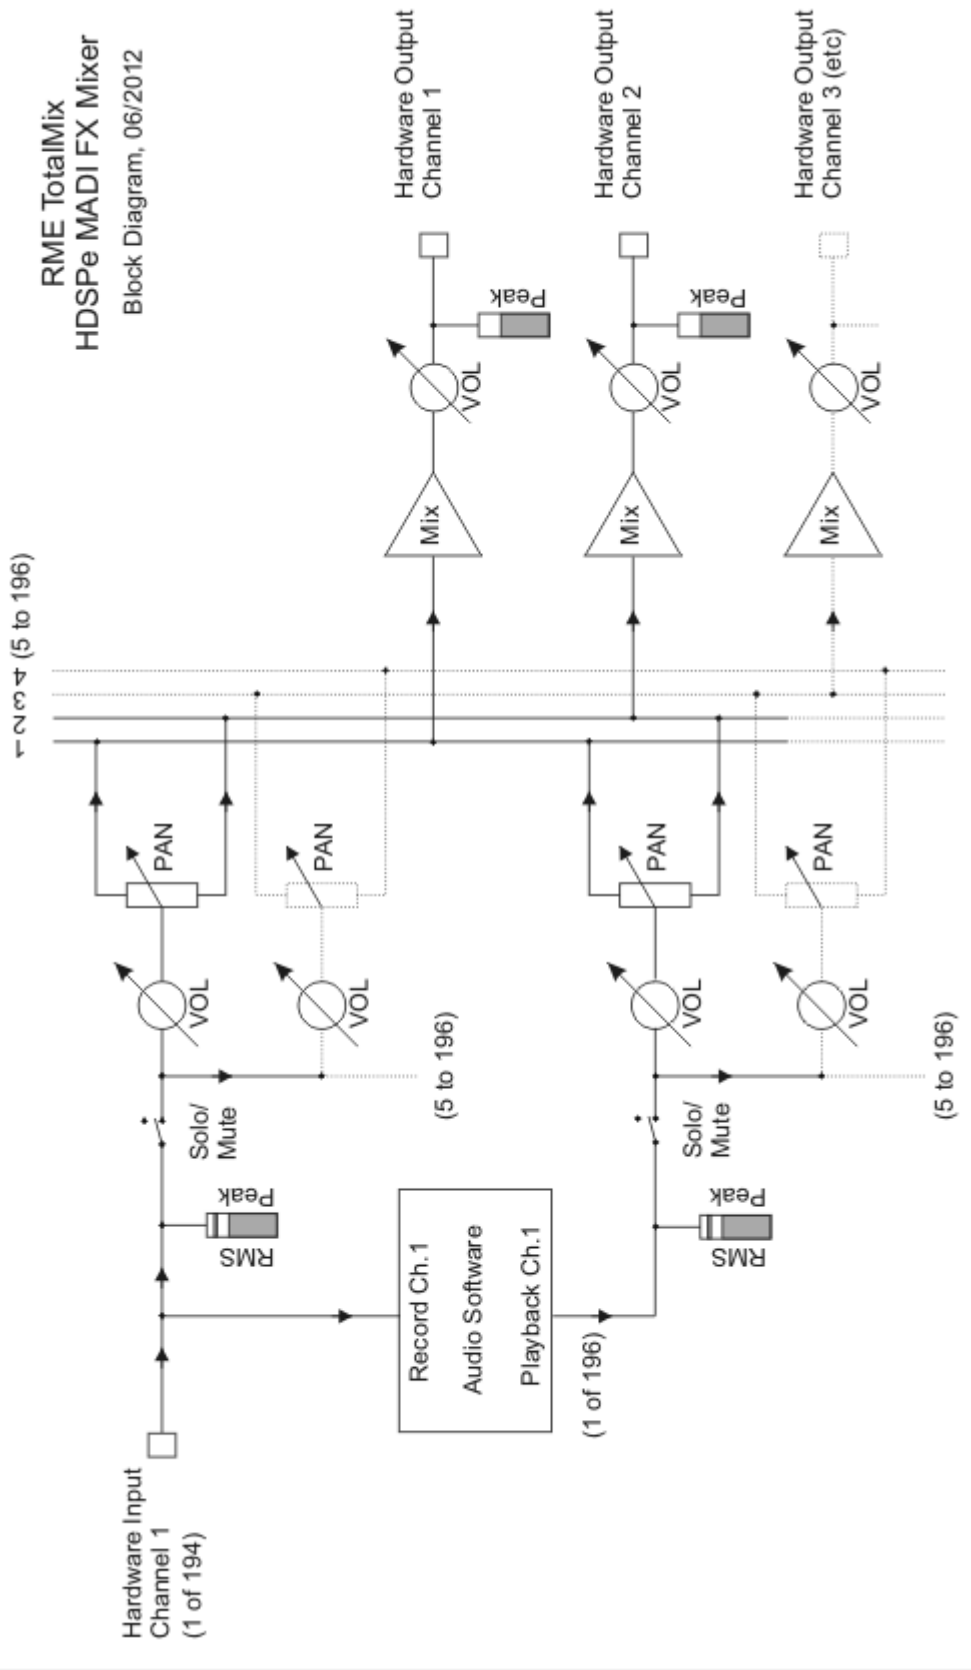 RME TotalMix
HDSPe MADI FX Mixer
Block Diagram, 06/2012
1 2 3 4 (5 to 196)
Hardware Input
Channel 1
(1 of 194)
RMS
Peak
Solo/
Mute
VOL
PAN
VOL
PAN
(5 to 196)
Mix
VOL
Peak
Hardware Output
Channel 1
Record Ch.1
Audio Software
Playback Ch.1
(1 of 196)
Mix
VOL
Peak
Hardware Output
Channel 2
RMS
Peak
Solo/
Mute
VOL
PAN
VOL
PAN
(5 to 196)
Mix
VOL
Hardware Output
Channel 3 (etc)